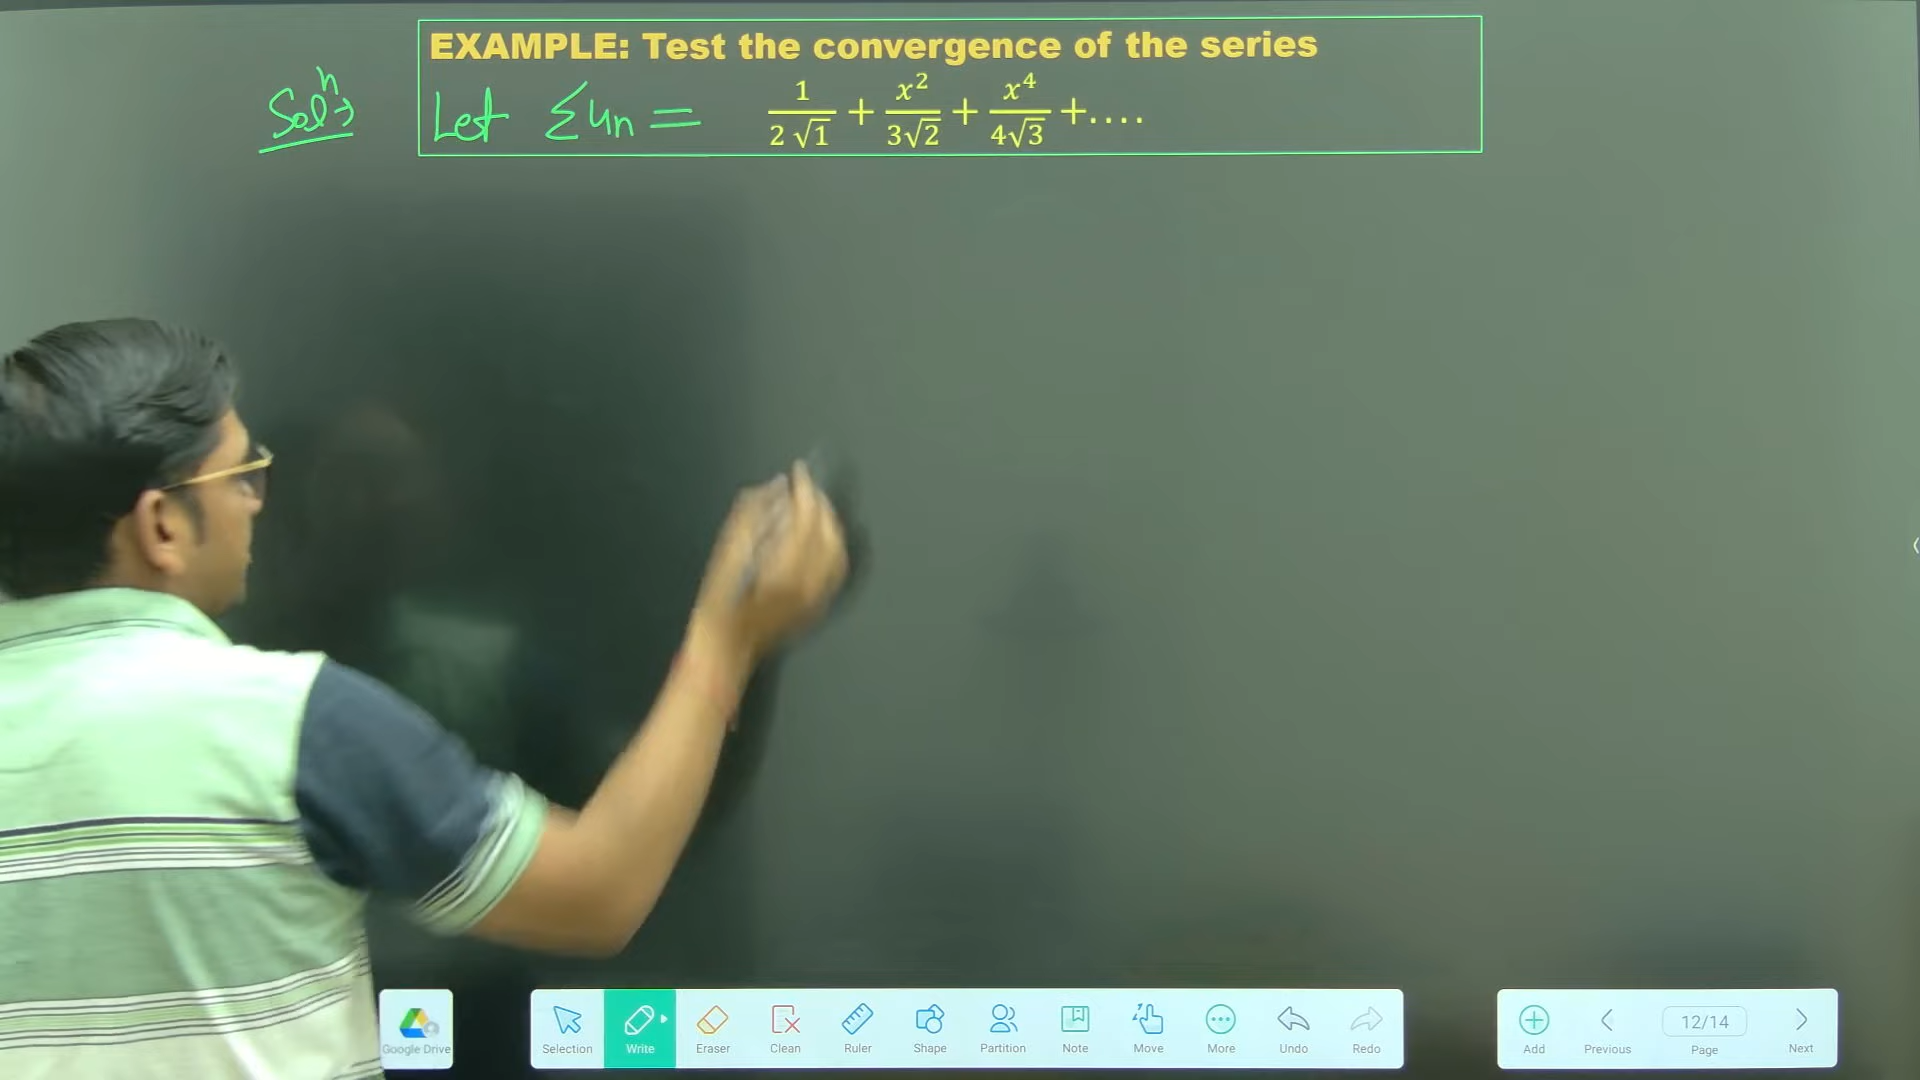 EXAMPLE: Test the convergence of the series
Solⁿ→ Let Σuₙ = 1/(2√1) + x²/(3√2) + x⁴/(4√3) +....
Google Drive
Selection Write Eraser Clean Ruler Shape Partition Note Move More Undo Redo
12/14
Add Previous Page Next